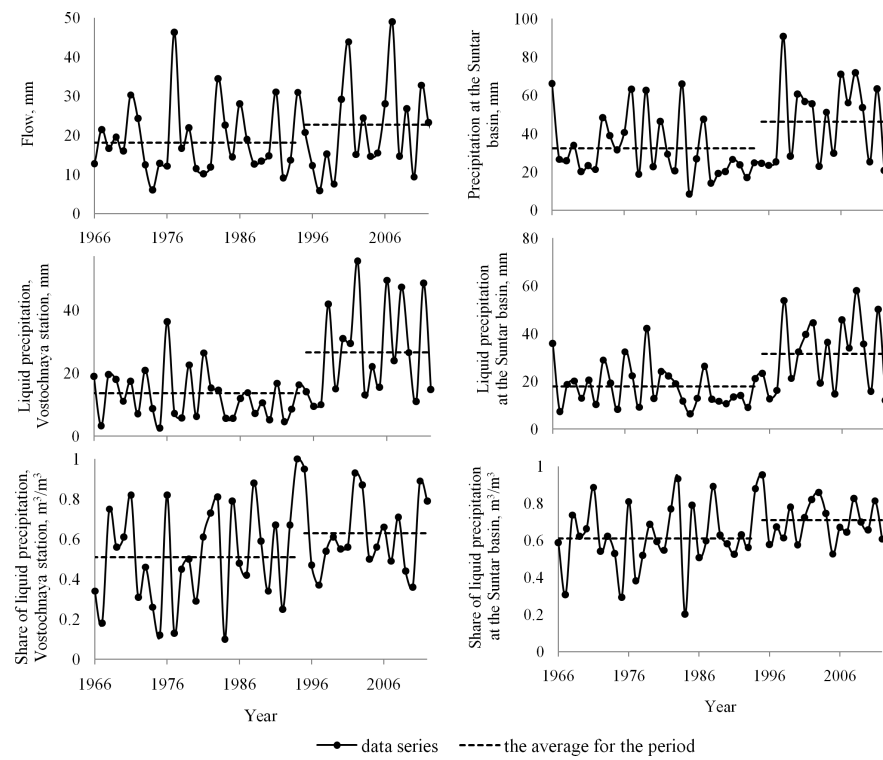 Flow, mm
50
40
30
20
10
0
1966 1976 1986 1996 2006
Precipitation at the Suntar
basin, mm
100
80
60
40
20
0
Liquid precipitation,
Vostochnaya station, mm
40
20
0
Liquid precipitation
at the Suntar basin, mm
80
60
40
20
0
Share of liquid precipitation,
Vostochnaya station, m³/m³
1
0.8
0.6
0.4
0.2
0
1966 1976 1986 1996 2006
Year
Share of liquid precipitation
at the Suntar basin, m³/m³
1
0.8
0.6
0.4
0.2
0
1966 1976 1986 1996 2006
Year
data series the average for the period